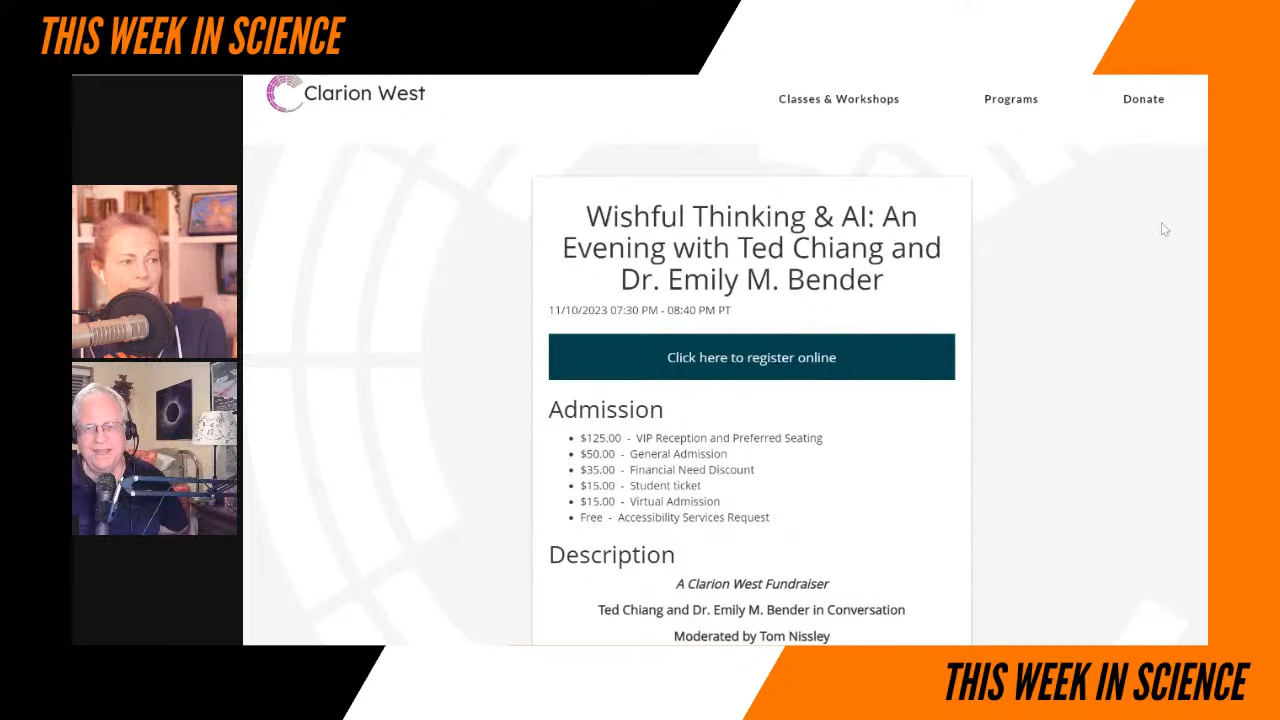 THIS WEEK IN SCIENCE
Clarion West
Classes & Workshops
Programs
Donate
Wishful Thinking & AI: An
Evening with Ted Chiang and
Dr. Emily M. Bender
11/10/2023 07:30 PM - 08:40 PM PT
Click here to register online
Admission
$125.00 - VIP Reception and Preferred Seating
$50.00 - General Admission
$35.00 - Financial Need Discount
$15.00 - Student ticket
$15.00 - Virtual Admission
Free - Accessibility Services Request
Description
A Clarion West Fundraiser
Ted Chiang and Dr. Emily M. Bender in Conversation
Moderated by Tom Nissley
THIS WEEK IN SCIENCE